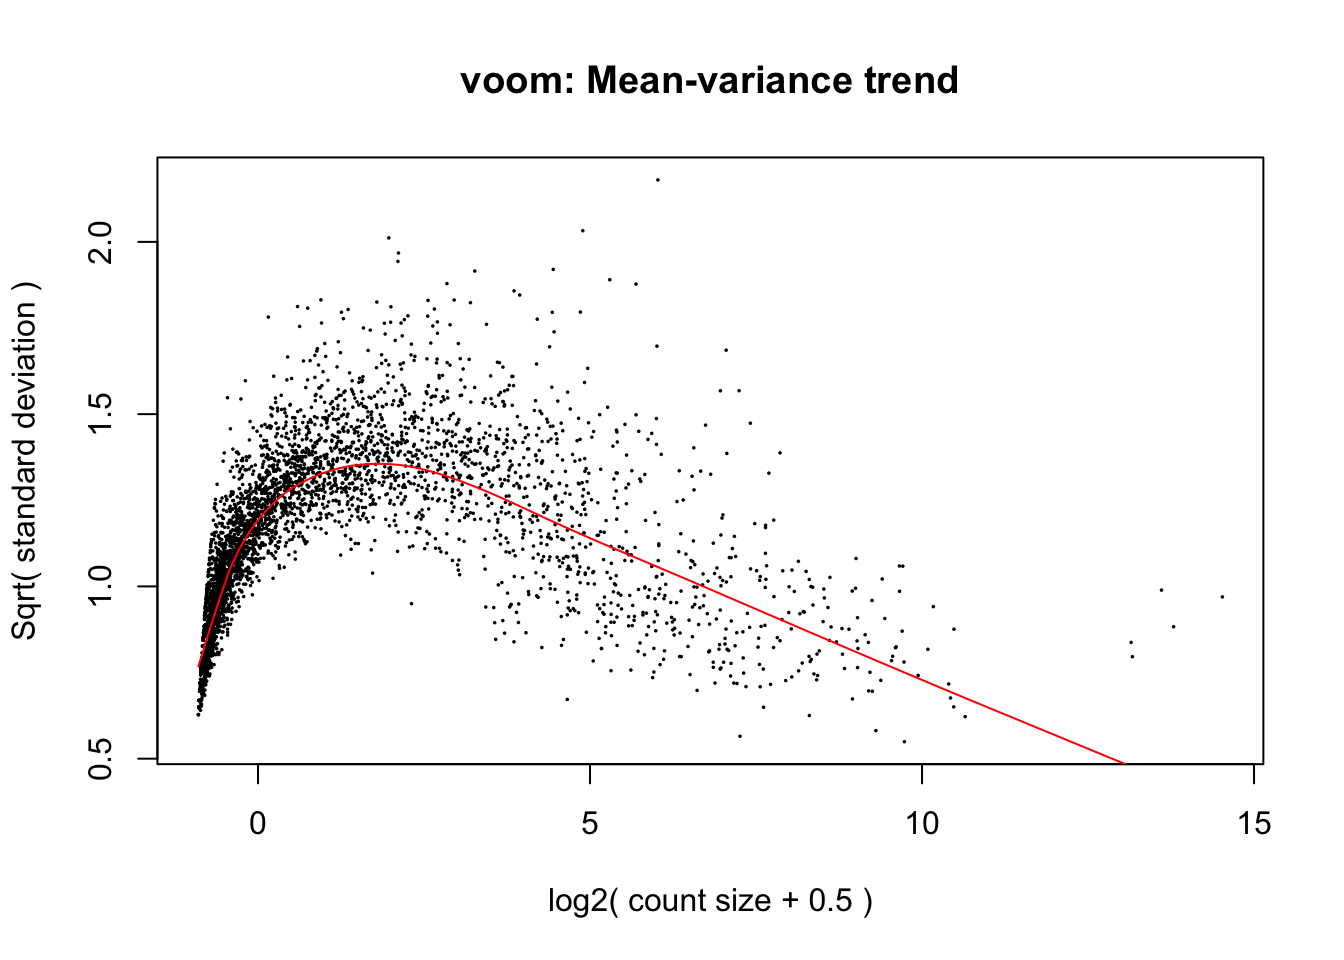 voom: Mean-variance trend
Sqrt( standard deviation )
2.0
1.5
1.0
0.5
0 5 10 15
log2( count size + 0.5 )